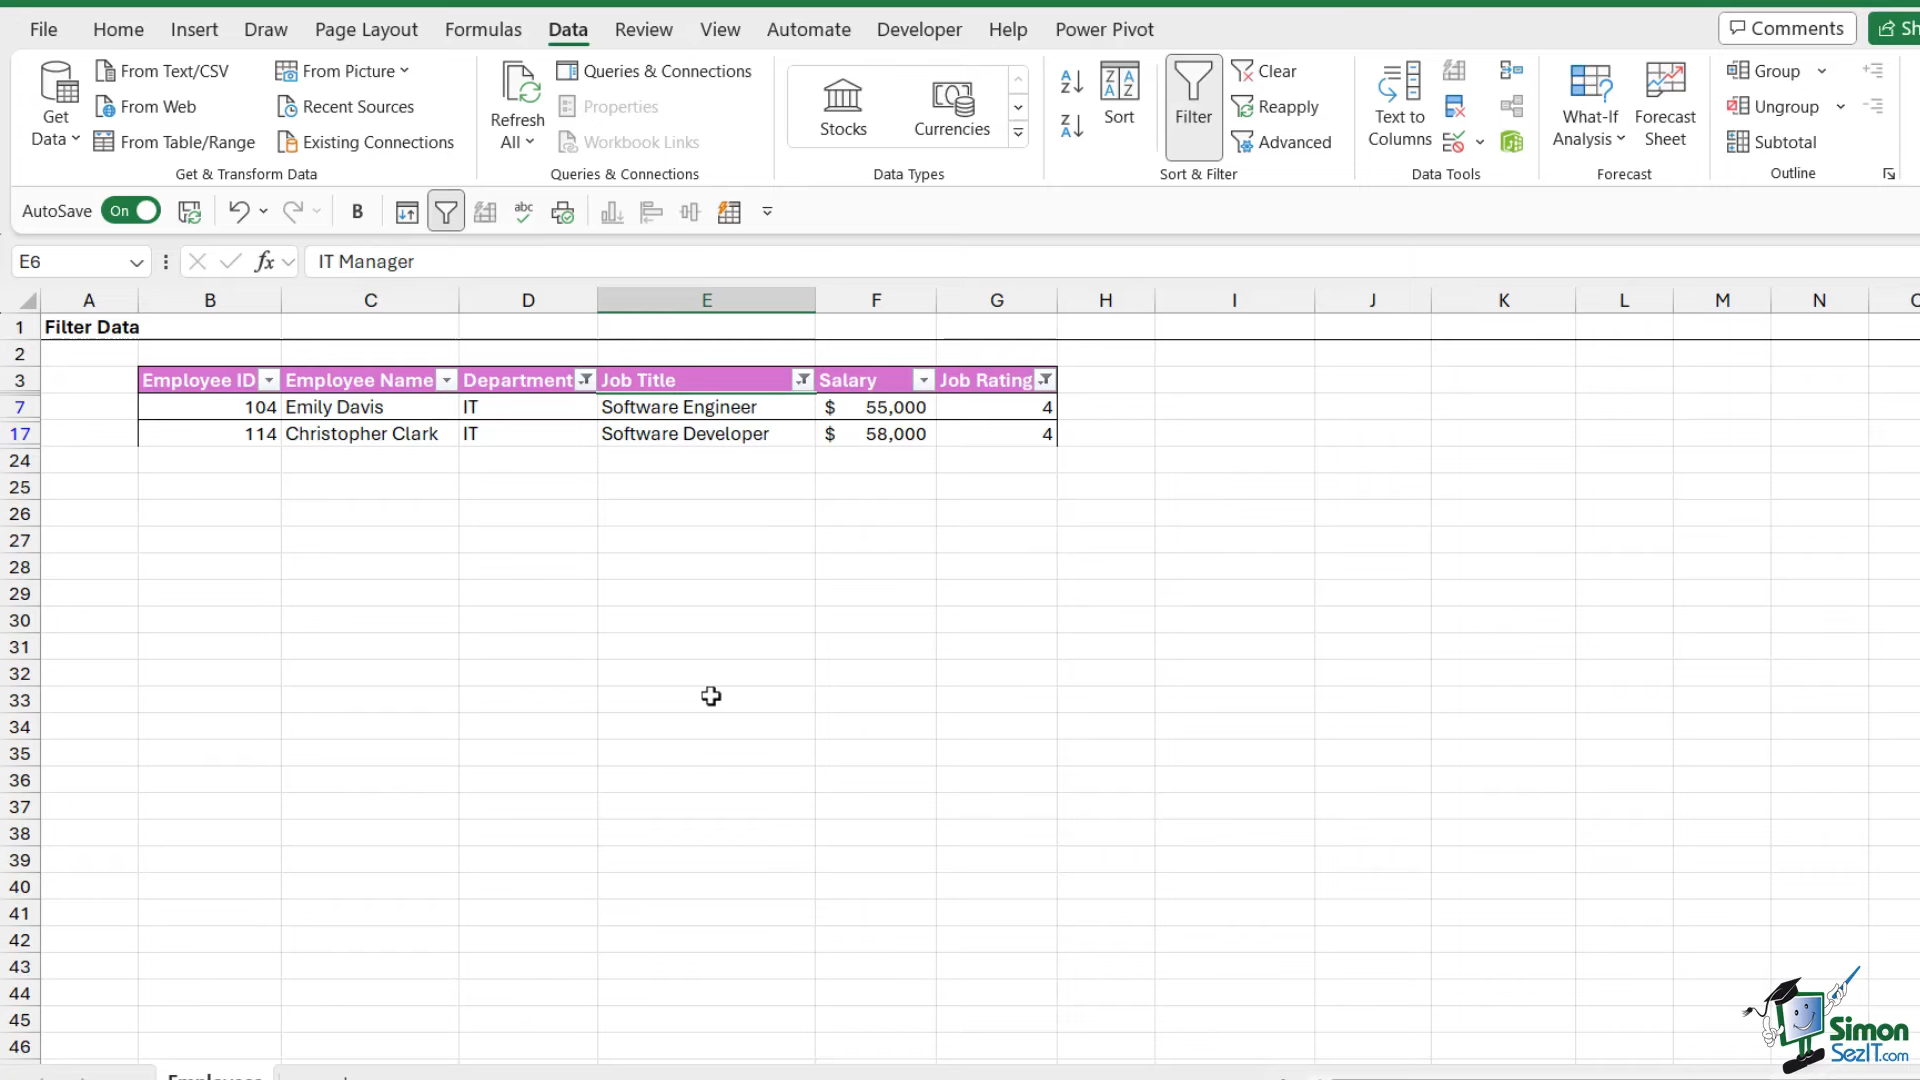 File Home Insert Draw Page Layout Formulas Data Review View Automate Developer Help Power Pivot Comments Sh
Get Data
From Text/CSV
From Web
From Table/Range
From Picture
Recent Sources
Existing Connections
Get & Transform Data
Refresh All
Queries & Connections
Properties
Workbook Links
Queries & Connections
Stocks Currencies
Data Types
Sort
Filter
Clear
Reapply
Advanced
Sort & Filter
Text to Columns
Data Tools
What-If Analysis
Forecast Sheet
Forecast
Group
Ungroup
Subtotal
Outline
AutoSave On B abc
E6 fx IT Manager
A B C D E F G H I J K L M N
1 Filter Data
2
3 Employee ID Employee Name Department Job Title Salary Job Rating
7 104 Emily Davis IT Software Engineer $ 55,000 4
17 114 Christopher Clark IT Software Developer $ 58,000 4
24
25
26
27
28
29
30
31
32
33
34
35
36
37
38
39
40
41
42
43
44
45
46
Simon
SezIT.com